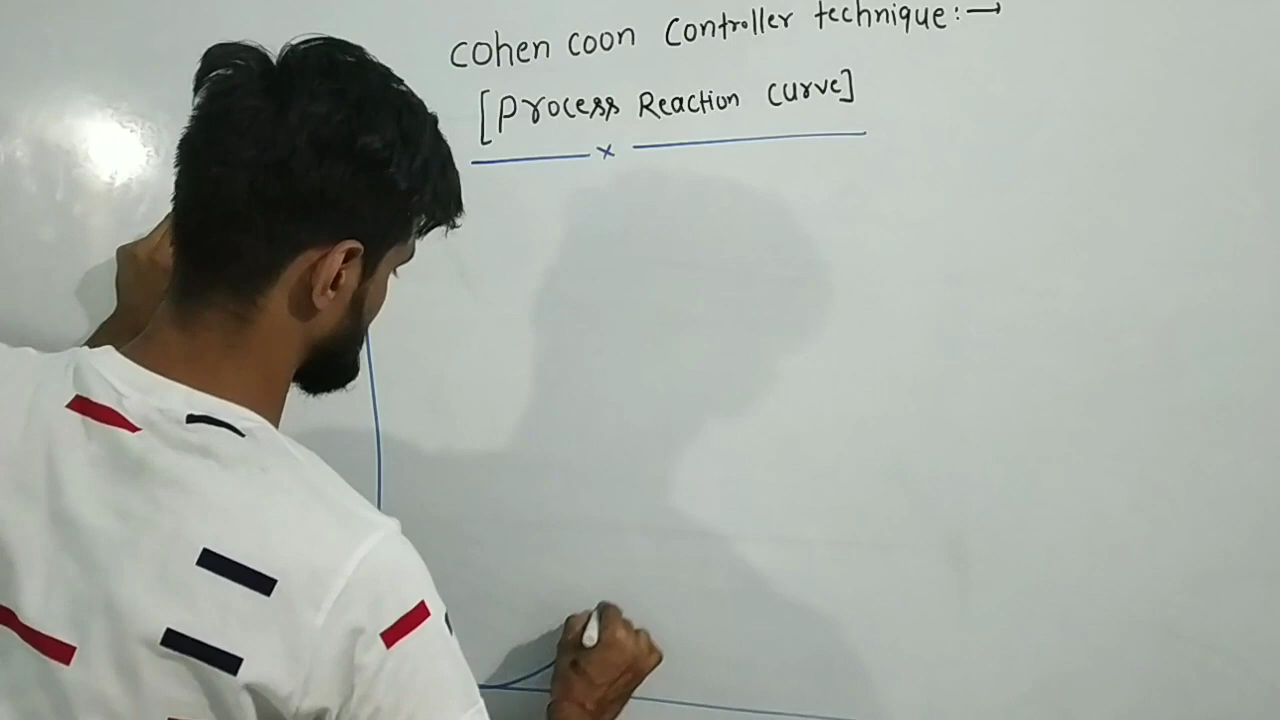 Cohen Coon Controller technique:→
[Process Reaction Curve]